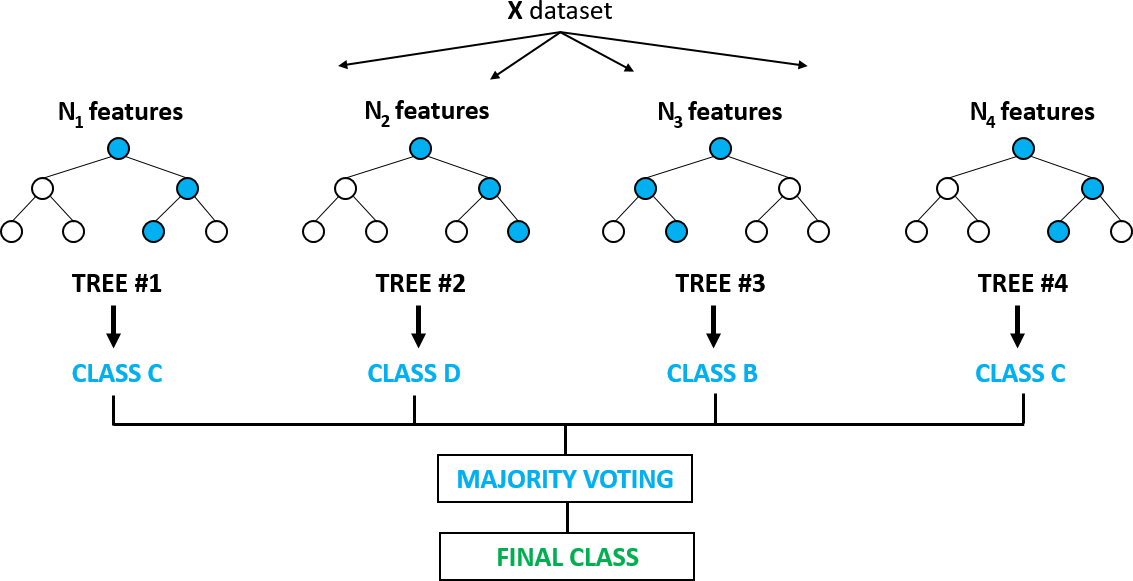 X dataset
N1 features
N2 features
N3 features
N4 features
TREE #1
TREE #2
TREE #3
TREE #4
CLASS C
CLASS D
CLASS B
CLASS C
MAJORITY VOTING
FINAL CLASS